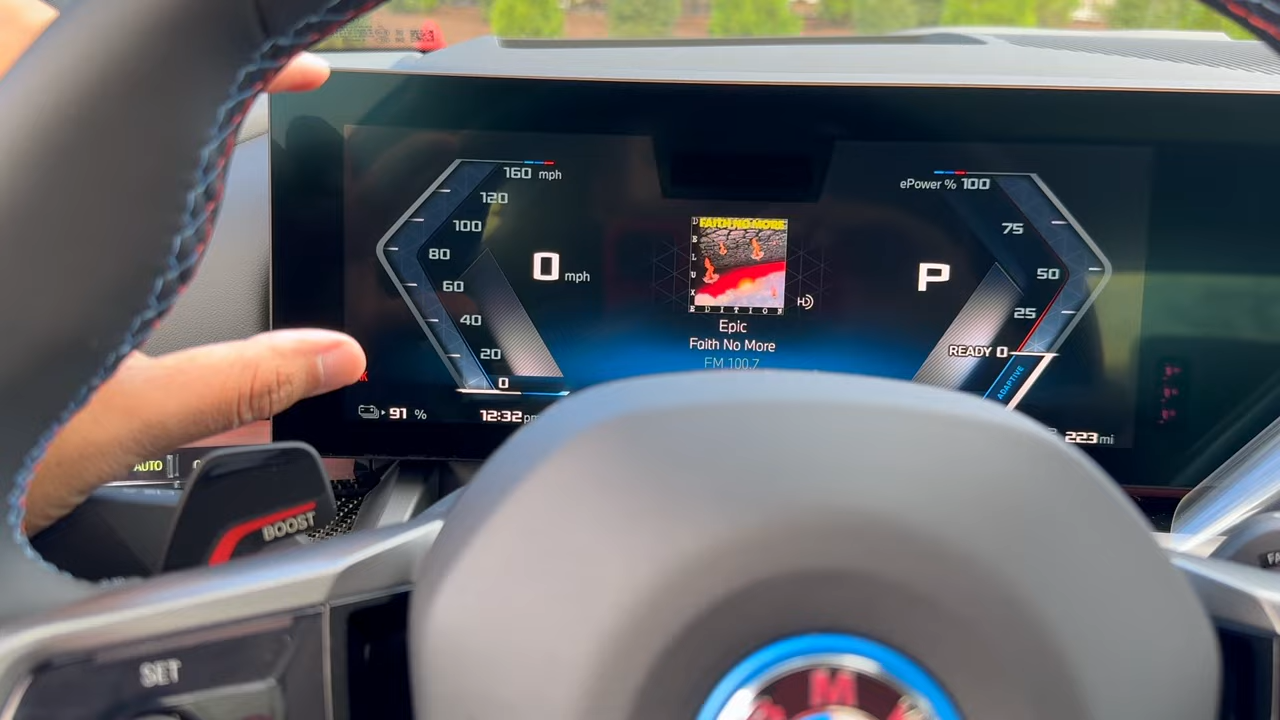 160 mph
120
100
80
60
40
20
0
0 mph
91 %
12:32
FAITH NO MORE
DELUXE
EDITION
HD
Epic
Faith No More
FM 100.7
ePower % 100
75
50
25
READY 0
ADAPTIVE
P
223 mi
AUTO
BOOST
SET
M